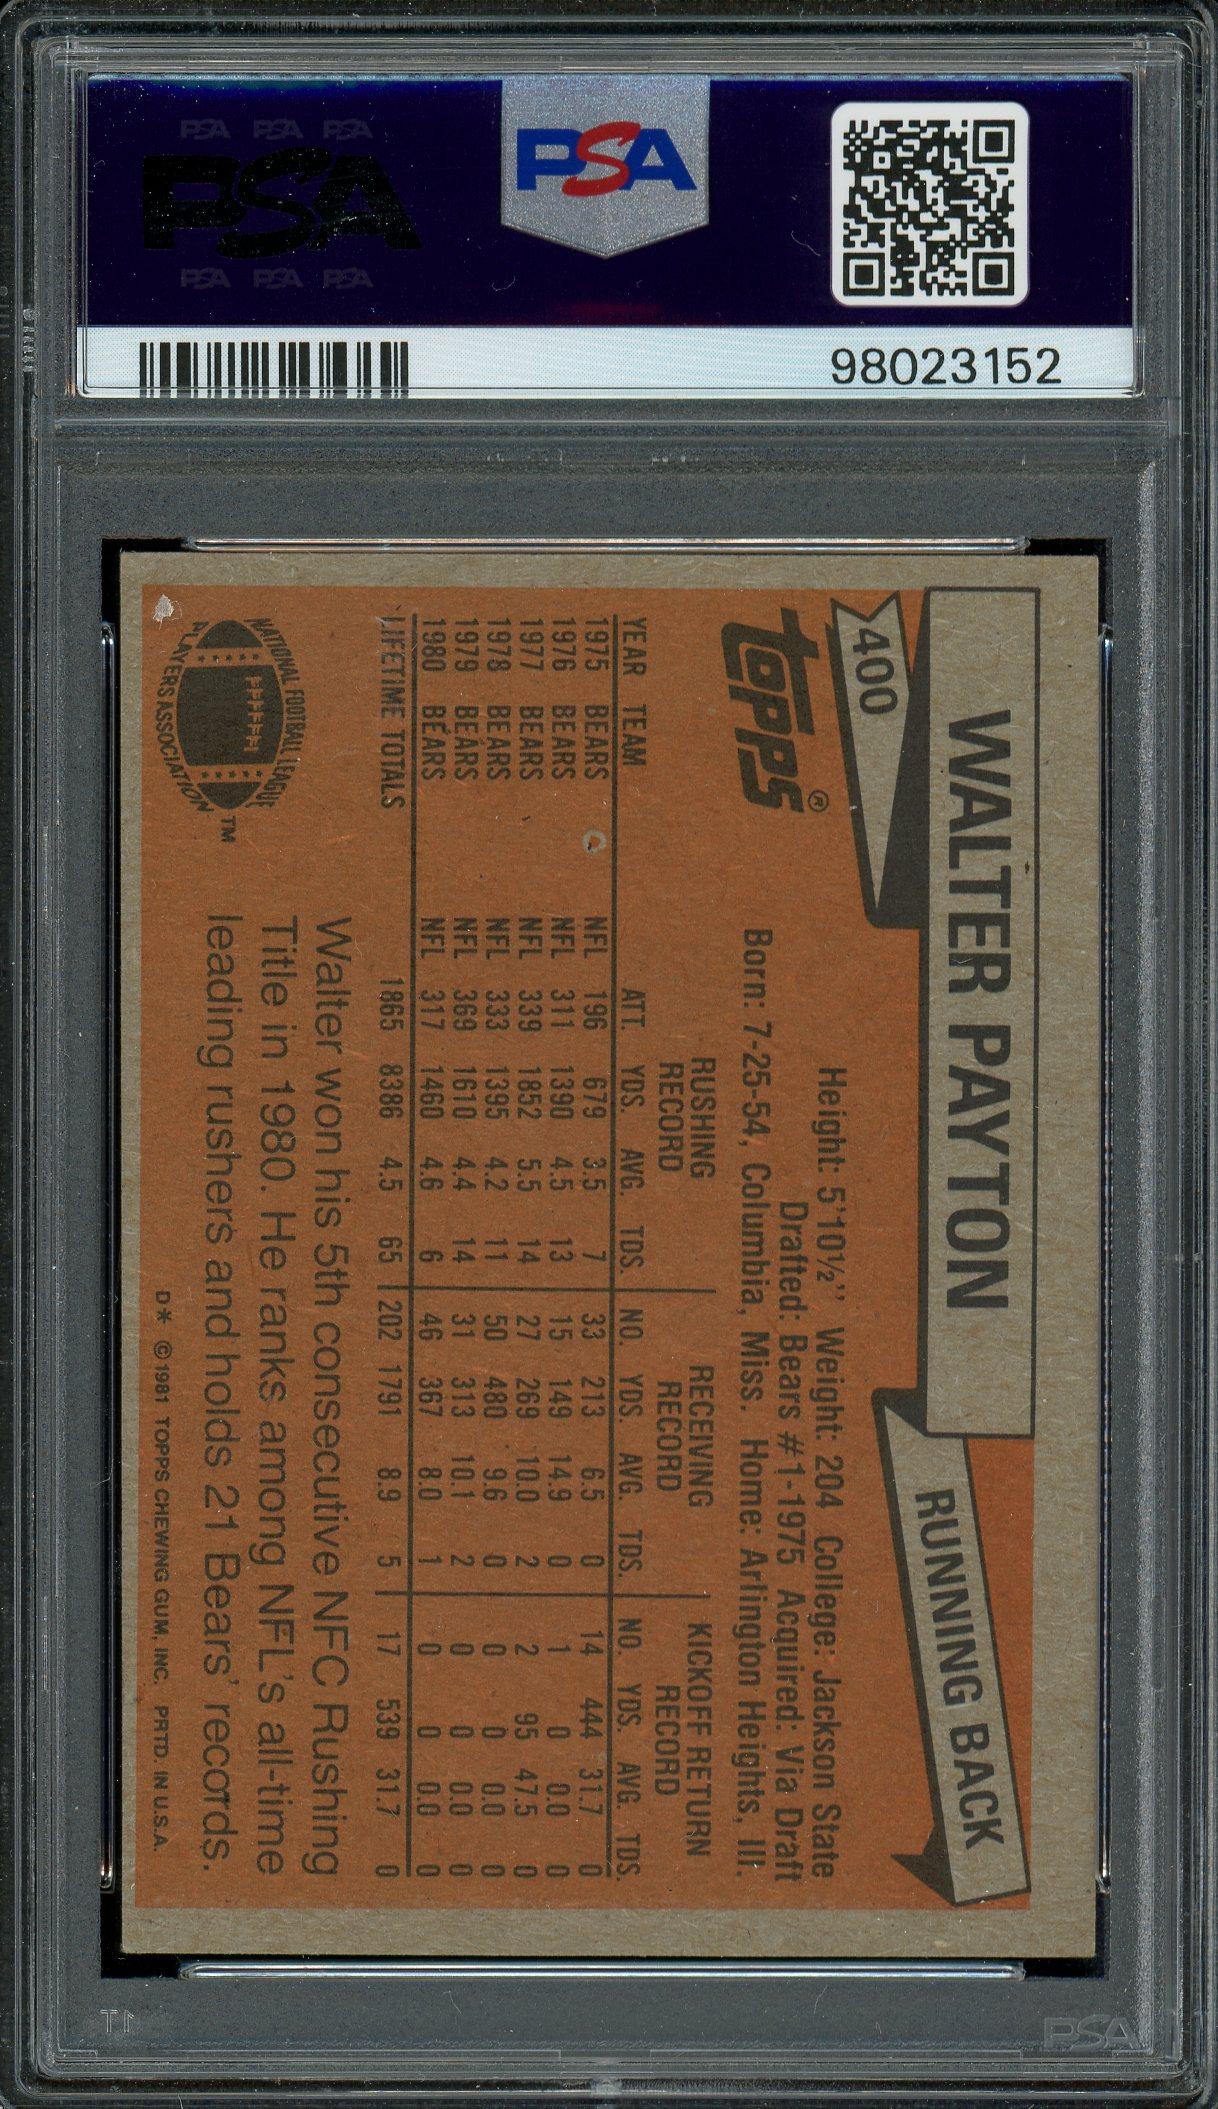 PSA PSA PSA
PSA
PSA PSA PSA
PSA
98023152
400
WALTER PAYTON
RUNNING BACK
topps®
Height: 5'10½" Weight: 204 College: Jackson State
Drafted: Bears #1-1975 Acquired: Via Draft
Born: 7-25-54, Columbia, Miss. Home: Arlington Heights, Ill.
RUSHING RECORD
RECEIVING RECORD
KICKOFF RETURN RECORD
YEAR TEAM ATT. YDS. AVG. TDS. NO. YDS. AVG. TDS. NO. YDS. AVG. TDS.
1975 BEARS NFL 196 679 3.5 7 33 213 6.5 0 14 444 31.7 0
1976 BEARS NFL 311 1390 4.5 13 15 149 14.9 0 1 0 0.0 0
1977 BEARS NFL 339 1852 5.5 14 27 269 10.0 2 2 95 47.5 0
1978 BEARS NFL 333 1395 4.2 11 50 480 9.6 0 0 0 0.0 0
1979 BEARS NFL 369 1610 4.4 14 31 313 10.1 2 0 0 0.0 0
1980 BEARS NFL 317 1460 4.6 6 46 367 8.0 1 0 0 0.0 0
LIFETIME TOTALS 1865 8386 4.5 65 202 1791 8.9 5 17 539 31.7 0
NATIONAL FOOTBALL LEAGUE
PLAYERS ASSOCIATION
TM
Walter won his 5th consecutive NFC Rushing
Title in 1980. He ranks among NFL's all-time
leading rushers and holds 21 Bears' records.
D* © 1981 TOPPS CHEWING GUM, INC. PRTD. IN U.S.A.
PSA